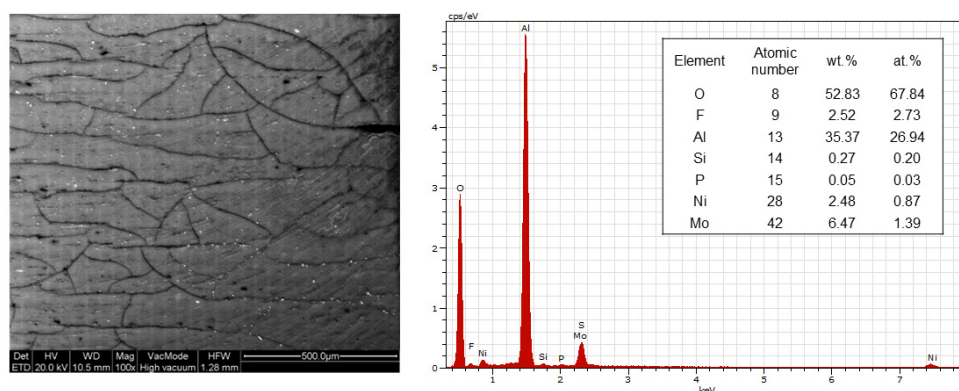 Det HV WD Mag VacMode HFW 500.0µm
ETD 20.0 kV 10.5 mm 100x High vacuum 1.28 mm
cps/eV
Al
5
4
O
3
2
1
S
Mo
F
Ni
Si
P
Ni
0
1
2
3
4
5
6
7
keV
Element Atomic number wt.% at.%
O 8 52.83 67.84
F 9 2.52 2.73
Al 13 35.37 26.94
Si 14 0.27 0.20
P 15 0.05 0.03
Ni 28 2.48 0.87
Mo 42 6.47 1.39